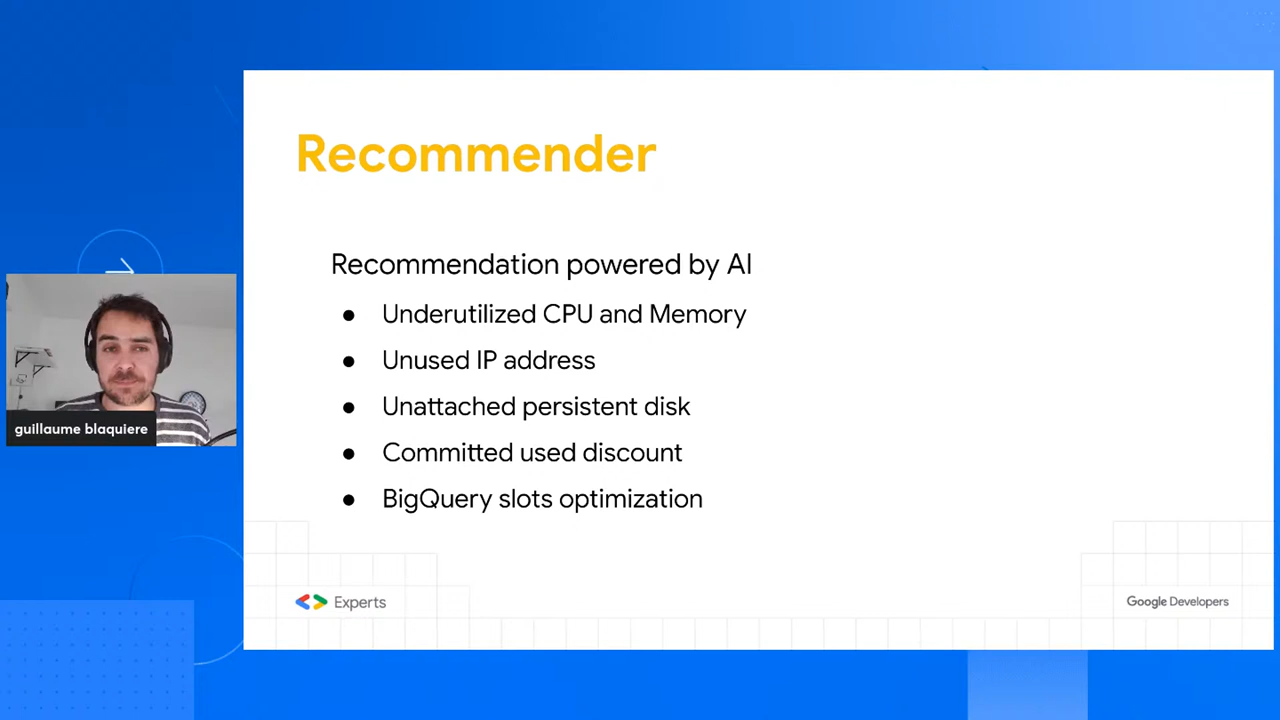 Recommender
Recommendation powered by AI
● Underutilized CPU and Memory
● Unused IP address
● Unattached persistent disk
● Committed used discount
● BigQuery slots optimization
guillaume blaquiere
Experts
Google Developers